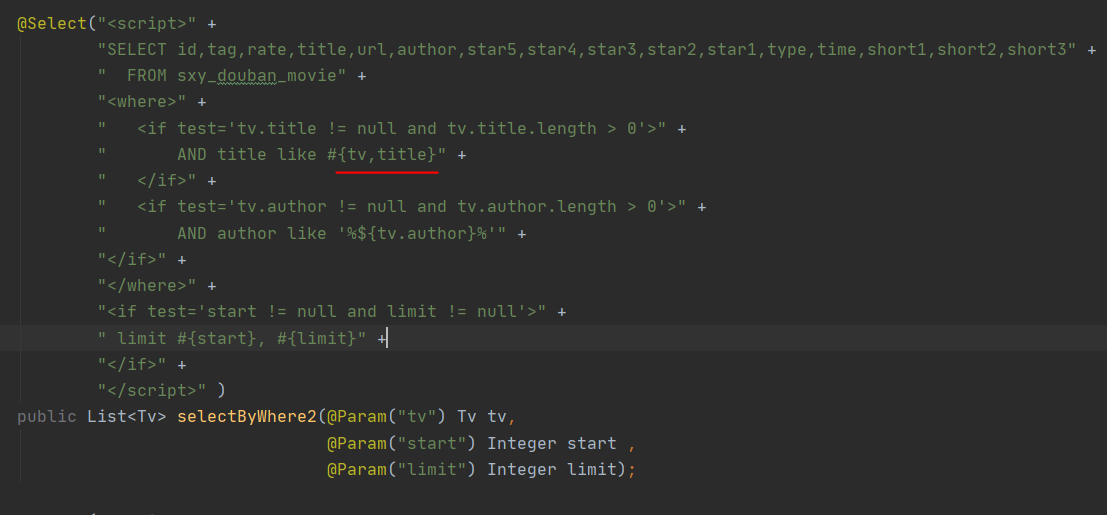 @Select("<script>" +
"SELECT id,tag,rate,title,url,author,star5,star4,star3,star2,star1,type,time,short1,short2,short3" +
"  FROM sxy_douban_movie" +
"<where>" +
"   <if test='tv.title != null and tv.title.length > 0'>" +
"       AND title like #{tv,title}" +
"   </if>" +
"   <if test='tv.author != null and tv.author.length > 0'>" +
"       AND author like '%${tv.author}%'" +
"</if>" +
"</where>" +
"<if test='start != null and limit != null'>" +
" limit #{start}, #{limit}" +
"</if>" +
"</script>" )
public List<Tv> selectByWhere2(@Param("tv") Tv tv,
@Param("start") Integer start ,
@Param("limit") Integer limit);